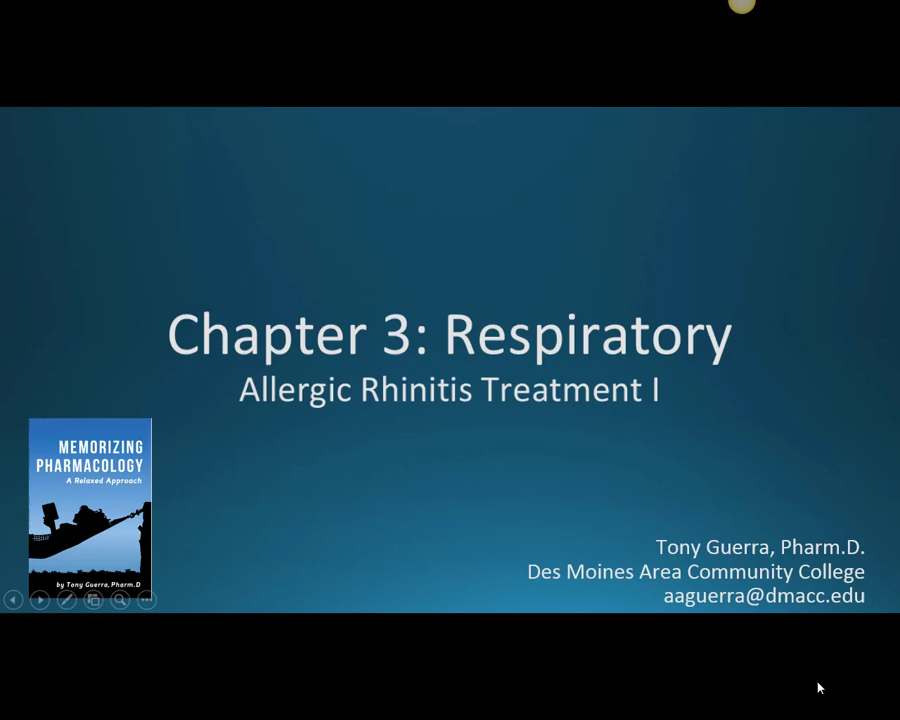 Chapter 3: Respiratory
Allergic Rhinitis Treatment I
MEMORIZING
PHARMACOLOGY
A Relaxed Approach
by Tony Guerra, Pharm.D
Tony Guerra, Pharm.D.
Des Moines Area Community College
aaguerra@dmacc.edu